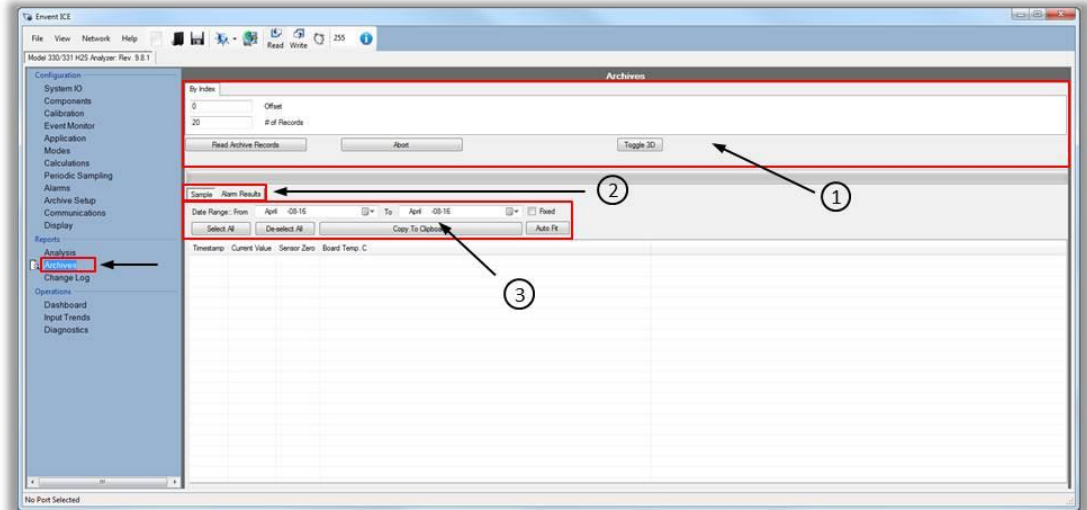 Envent ICE
File View Network Help Read Write 255
Model 330/331 H2S Analyzer: Rev 9.8.1
Configuration
System IO
Components
Calibration
Event Monitor
Application
Modes
Calculations
Periodic Sampling
Alarms
Archive Setup
Communications
Display
Reports
Analysis
Archives
Change Log
Operations
Dashboard
Input Trends
Diagnostics
Archives
By Index
0 Offset
20 # of Records
Read Archive Records Abort Toggle 3D
1
Sample Alarm Results
2
Date Range:: From April -08-16 To April -08-16 Fixed
Select All De-select All Copy To Clipboard Auto Fit
3
Timestamp Current Value Sensor Zero Board Temp. C
No Port Selected